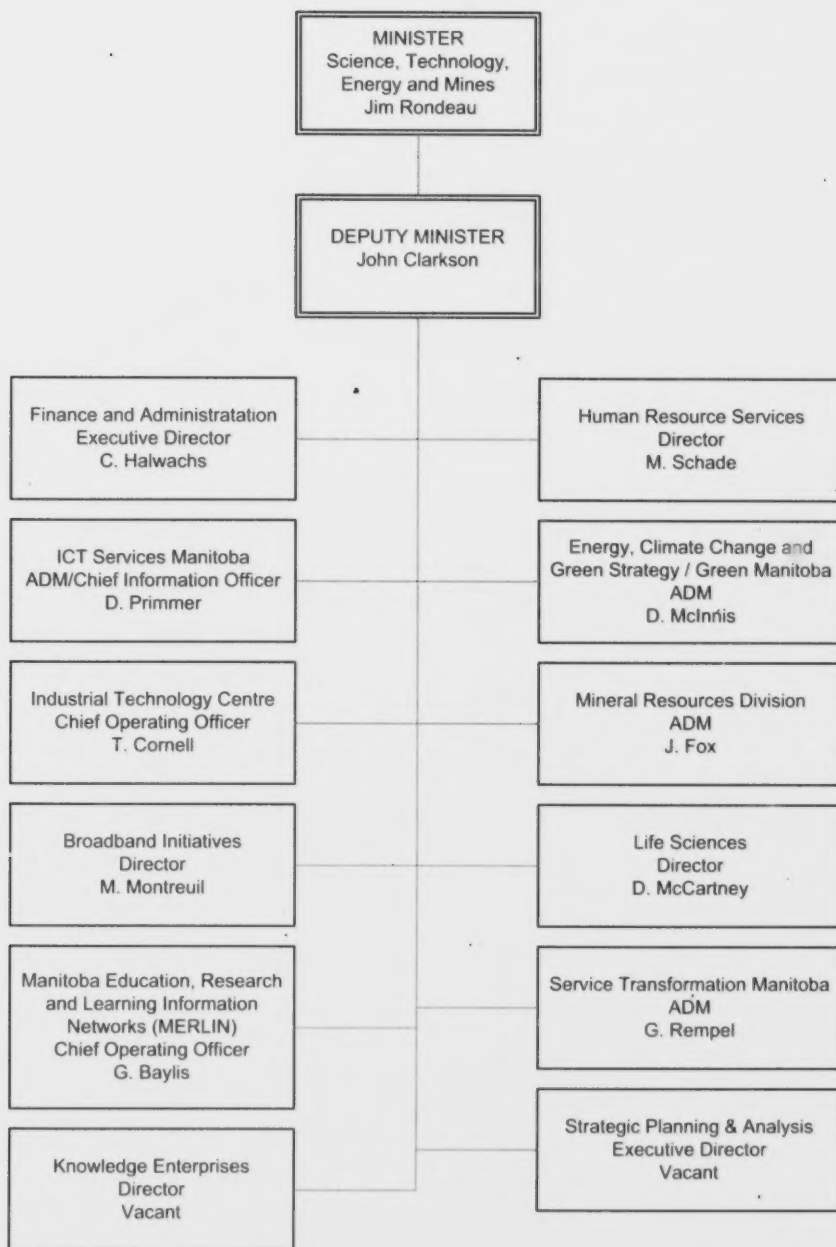 MINISTER
Science, Technology,
Energy and Mines
Jim Rondeau
DEPUTY MINISTER
John Clarkson
Finance and Administratation
Executive Director
C. Halwachs
Human Resource Services
Director
M. Schade
ICT Services Manitoba
ADM/Chief Information Officer
D. Primmer
Energy, Climate Change and
Green Strategy / Green Manitoba
ADM
D. McInnis
Industrial Technology Centre
Chief Operating Officer
T. Cornell
Mineral Resources Division
ADM
J. Fox
Broadband Initiatives
Director
M. Montreuil
Life Sciences
Director
D. McCartney
Manitoba Education, Research
and Learning Information
Networks (MERLIN)
Chief Operating Officer
G. Baylis
Service Transformation Manitoba
ADM
G. Rempel
Knowledge Enterprises
Director
Vacant
Strategic Planning & Analysis
Executive Director
Vacant